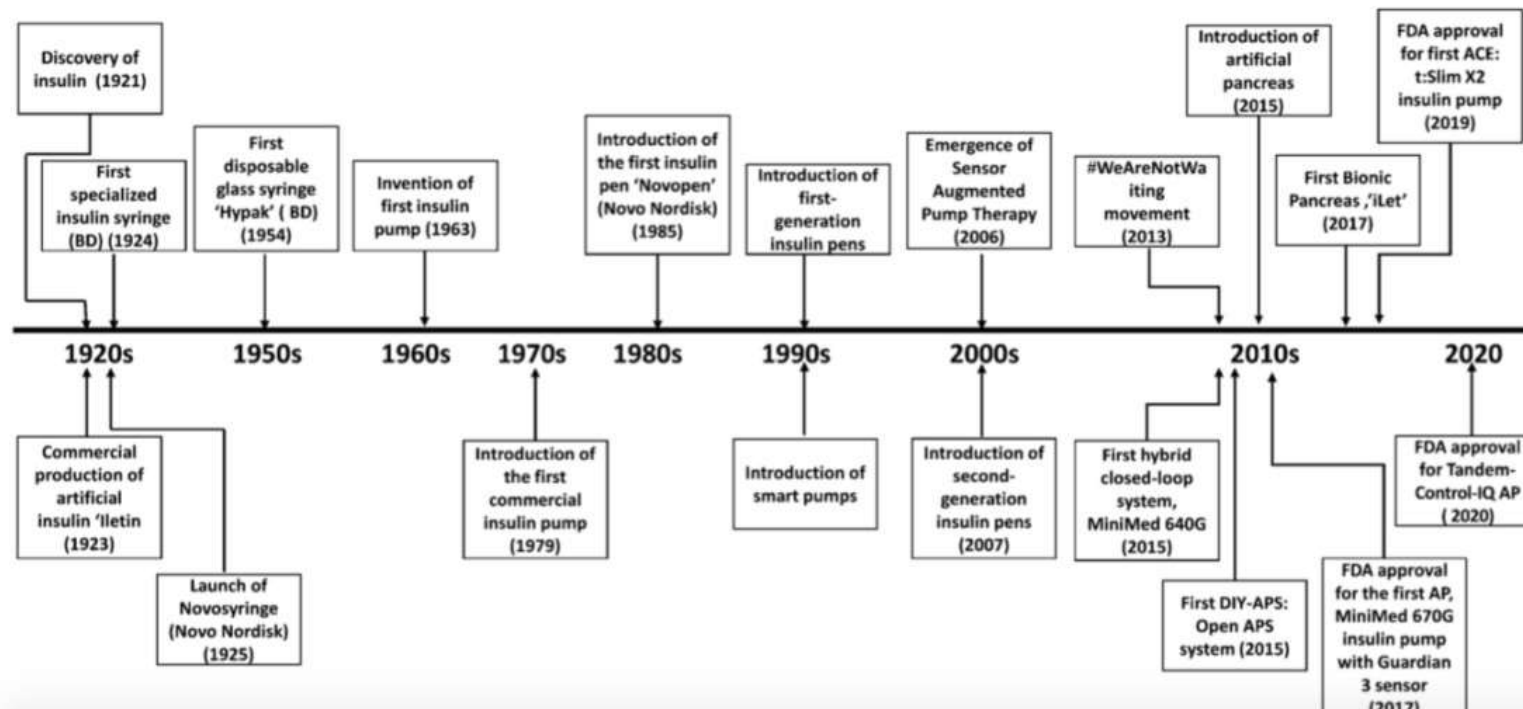 Discovery of
insulin (1921)
First
specialized
insulin syringe
(BD) (1924)
First
disposable
glass syringe
‘Hypak’ ( BD)
(1954)
Invention of
first insulin
pump (1963)
Introduction of
the first insulin
pen ‘Novopen’
(Novo Nordisk)
(1985)
Introduction of
first-
generation
insulin pens
Emergence of
Sensor
Augmented
Pump Therapy
(2006)
#WeAreNotWa
iting
movement
(2013)
Introduction of
artificial
pancreas
(2015)
First Bionic
Pancreas ,‘iLet’
(2017)
FDA approval
for first ACE:
t:Slim X2
insulin pump
(2019)
1920s
1950s
1960s
1970s
1980s
1990s
2000s
2010s
2020
Commercial
production of
artificial
insulin ‘Iletin
(1923)
Launch of
Novosyringe
(Novo Nordisk)
(1925)
Introduction of
the first
commercial
insulin pump
(1979)
Introduction of
smart pumps
Introduction of
second-
generation
insulin pens
(2007)
First hybrid
closed-loop
system,
MiniMed 640G
(2015)
First DIY-APS:
Open APS
system (2015)
FDA approval
for the first AP,
MiniMed 670G
insulin pump
with Guardian
3 sensor
(2017)
FDA approval
for Tandem-
Control-IQ AP
( 2020)